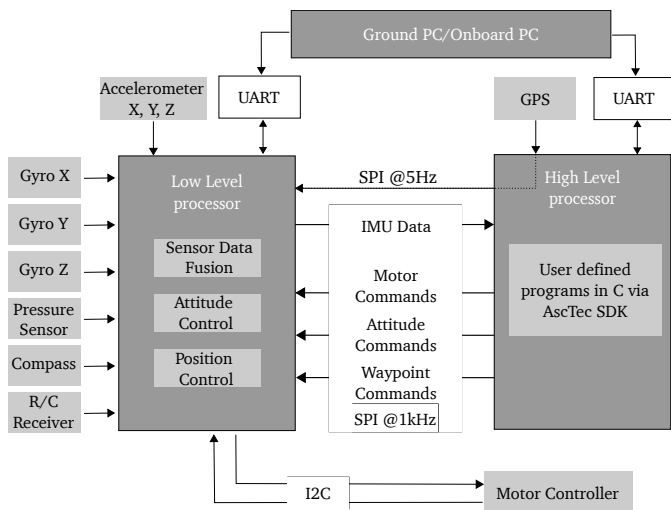 Ground PC/Onboard PC
Accelerometer
X, Y, Z
UART
GPS
UART
Gyro X
Gyro Y
Gyro Z
Pressure
Sensor
Compass
R/C
Receiver
Low Level
processor
Sensor Data
Fusion
Attitude
Control
Position
Control
SPI @5Hz
IMU Data
Motor
Commands
Attitude
Commands
Waypoint
Commands
SPI @1kHz
High Level
processor
User defined
programs in C via
AscTec SDK
I2C
Motor Controller